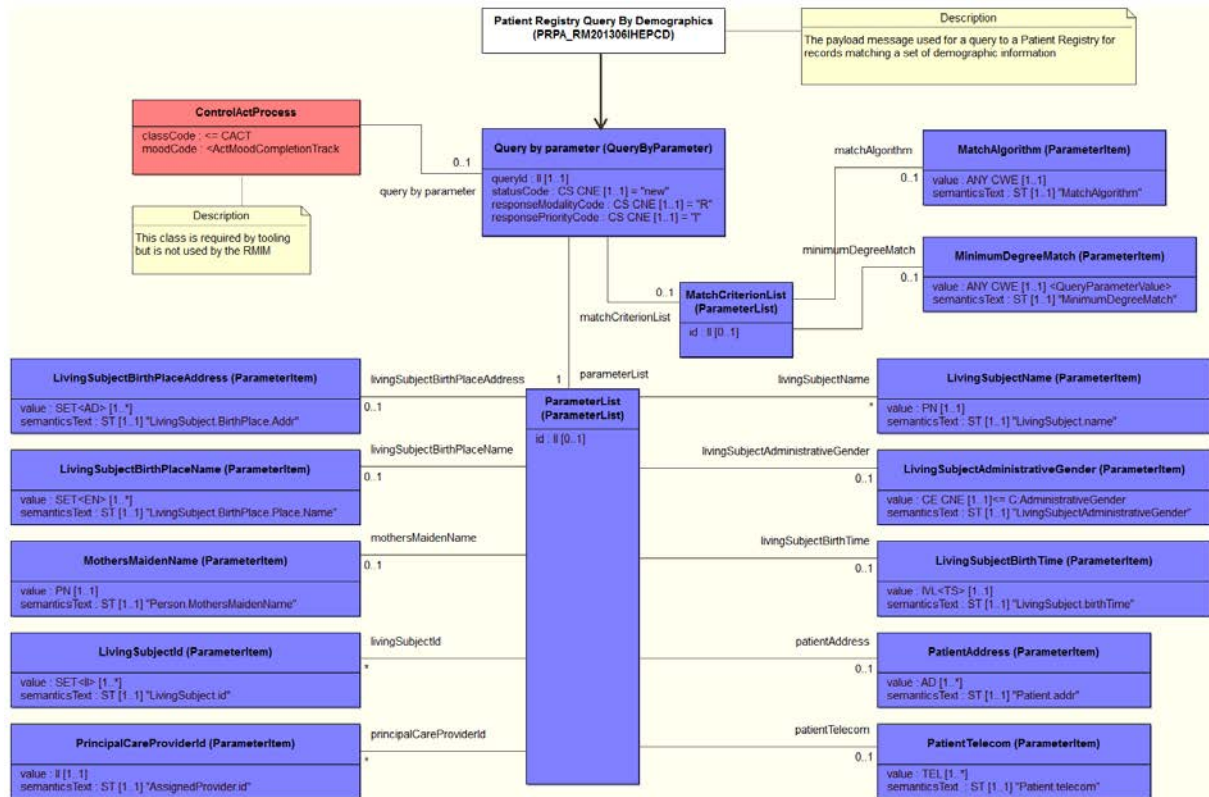 Patient Registry Query By Demographics
(PRPA_RM201306IHEPCD)
Description
The payload message used for a query to a Patient Registry for
records matching a set of demographic information
ControlActProcess
classCode : <= CACT
moodCode : <ActMoodCompletionTrack
0..1
query by parameter
Description
This class is required by tooling
but is not used by the RMIM
Query by parameter (QueryByParameter)
queryId : II [1..1]
statusCode : CS CNE [1..1] = "new"
responseModalityCode : CS CNE [1..1] = "R"
responsePriorityCode : CS CNE [1..1] = "I"
matchAlgorithm
0..1
MatchAlgorithm (ParameterItem)
value : ANY CWE [1..1]
semanticsText : ST [1..1] "MatchAlgorithm"
minimumDegreeMatch
0..1
MinimumDegreeMatch (ParameterItem)
value : ANY CWE [1..1] <QueryParameterValue>
semanticsText : ST [1..1] "MinimumDegreeMatch"
0..1
matchCriterionList
MatchCriterionList
(ParameterList)
id : II [0..1]
1
parameterList
ParameterList
(ParameterList)
id : II [0..1]
LivingSubjectBirthPlaceAddress (ParameterItem)
value : SET<AD> [1..*]
semanticsText : ST [1..1] "LivingSubject.BirthPlace.Addr"
livingSubjectBirthPlaceAddress
0..1
LivingSubjectBirthPlaceName (ParameterItem)
value : SET<EN> [1..*]
semanticsText : ST [1..1] "LivingSubject.BirthPlace.Place.Name"
livingSubjectBirthPlaceName
0..1
MothersMaidenName (ParameterItem)
value : PN [1..1]
semanticsText : ST [1..1] "Person.MothersMaidenName"
mothersMaidenName
0..1
LivingSubjectId (ParameterItem)
value : SET<II> [1..*]
semanticsText : ST [1..1] "LivingSubject.id"
livingSubjectId
*
PrincipalCareProviderId (ParameterItem)
value : II [1..1]
semanticsText : ST [1..1] "AssignedProvider.id"
principalCareProviderId
*
livingSubjectName
*
LivingSubjectName (ParameterItem)
value : PN [1..1]
semanticsText : ST [1..1] "LivingSubject.name"
livingSubjectAdministrativeGender
0..1
LivingSubjectAdministrativeGender (ParameterItem)
value : CE CNE [1..1]<= C:AdministrativeGender
semanticsText : ST [1..1] "LivingSubjectAdministrativeGender"
livingSubjectBirthTime
0..1
LivingSubjectBirthTime (ParameterItem)
value : IVL<TS> [1..1]
semanticsText : ST [1..1] "LivingSubject.birthTime"
patientAddress
0..1
PatientAddress (ParameterItem)
value : AD [1..*]
semanticsText : ST [1..1] "Patient.addr"
patientTelecom
0..1
PatientTelecom (ParameterItem)
value : TEL [1..*]
semanticsText : ST [1..1] "Patient.telecom"